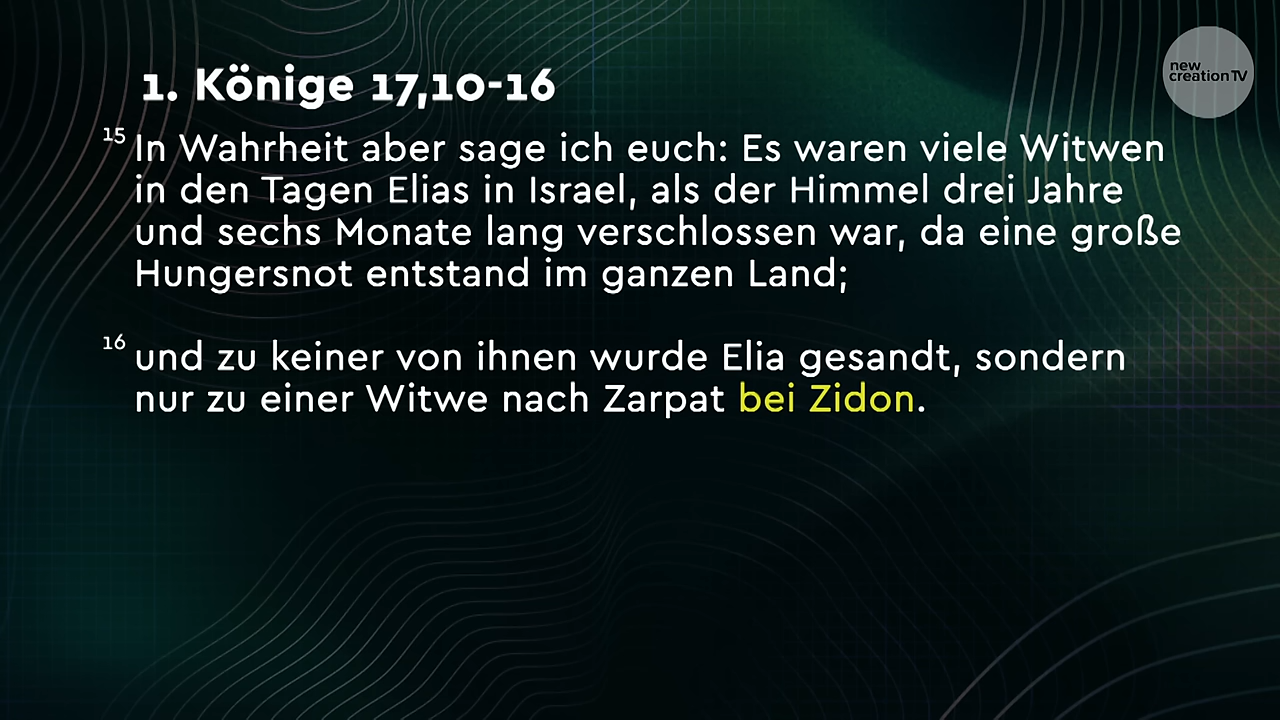 1. Könige 17,10-16
new
creation TV
15 In Wahrheit aber sage ich euch: Es waren viele Witwen
in den Tagen Elias in Israel, als der Himmel drei Jahre
und sechs Monate lang verschlossen war, da eine große
Hungersnot entstand im ganzen Land;
16 und zu keiner von ihnen wurde Elia gesandt, sondern
nur zu einer Witwe nach Zarpat bei Zidon.